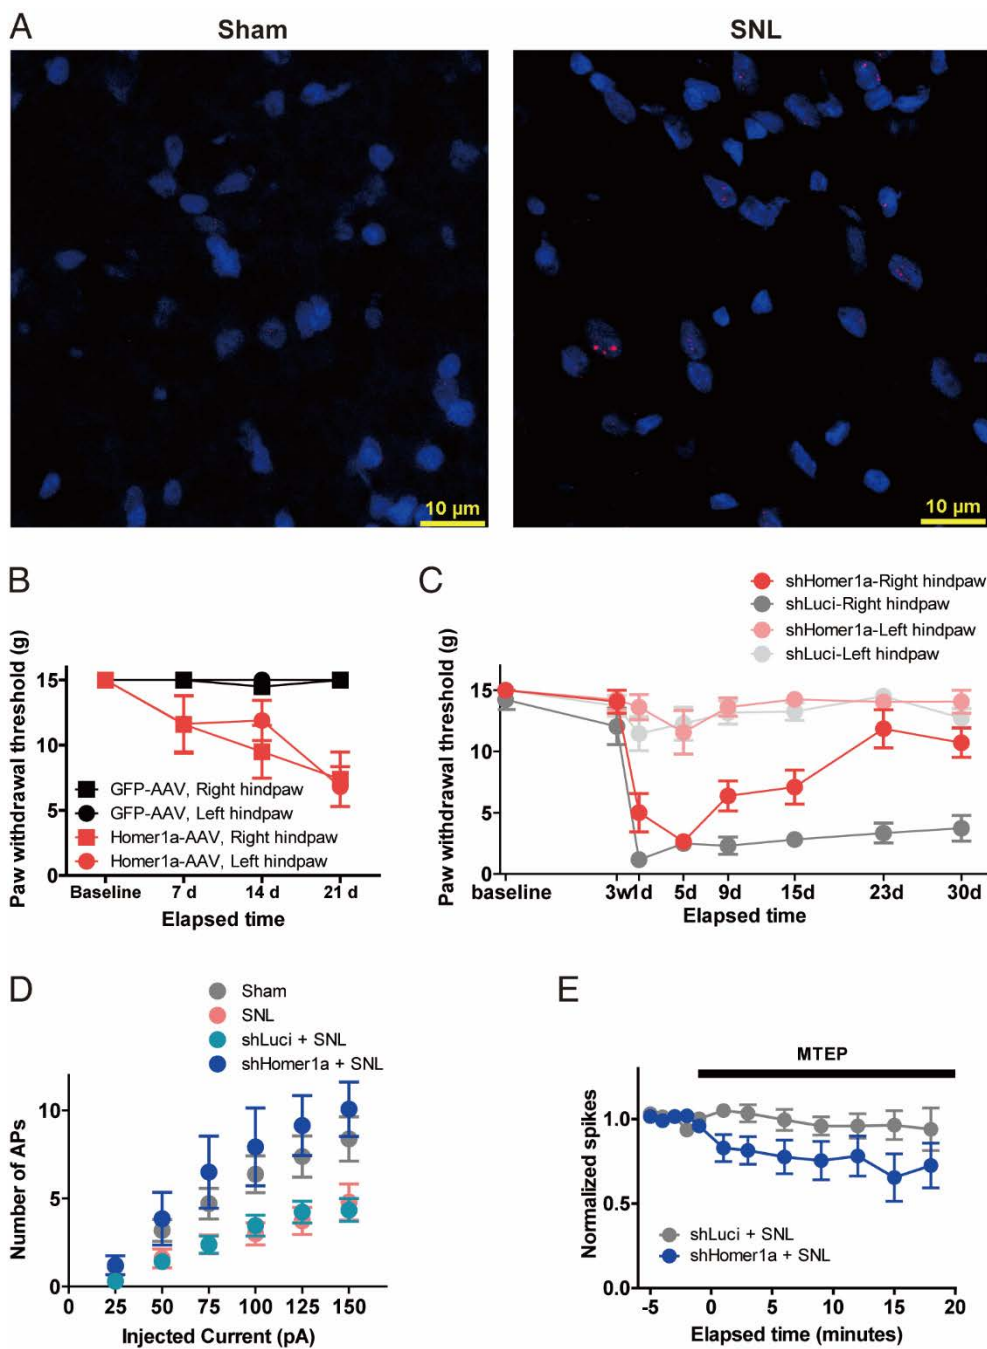 A
Sham
SNL
10 µm
10 µm
B
Paw withdrawal threshold (g)
15
10
5
0
GFP-AAV, Right hindpaw
GFP-AAV, Left hindpaw
Homer1a-AAV, Right hindpaw
Homer1a-AAV, Left hindpaw
Baseline
7 d
14 d
21 d
Elapsed time
C
shHomer1a-Right hindpaw
shLuci-Right hindpaw
shHomer1a-Left hindpaw
shLuci-Left hindpaw
Paw withdrawal threshold (g)
15
10
5
0
baseline
3w
1d
5d
9d
15d
23d
30d
Elapsed time
D
Sham
SNL
shLuci + SNL
shHomer1a + SNL
Number of APs
10
5
0
0
25
50
75
100
125
150
Injected Current (pA)
E
MTEP
Normalized spikes
1.0
0.5
0.0
shLuci + SNL
shHomer1a + SNL
-5
0
5
10
15
20
Elapsed time (minutes)